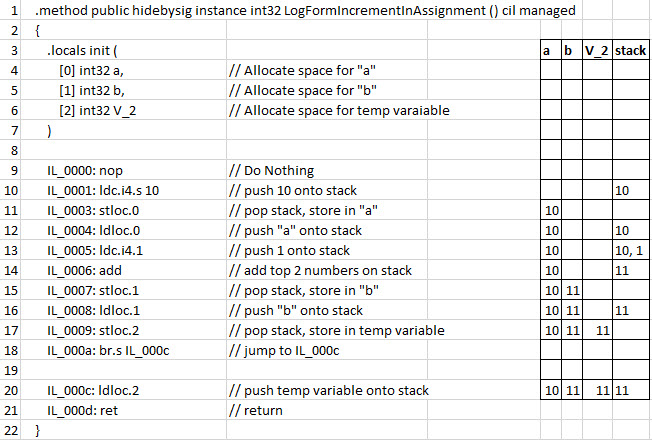 1 .method public hidebysig instance int32 LogFormIncrementInAssignment () cil managed
2 {
3 .locals init ( a b V_2 stack
4 [0] int32 a, // Allocate space for "a"
5 [1] int32 b, // Allocate space for "b"
6 [2] int32 V_2 // Allocate space for temp varaiable
7 )
8
9 IL_0000: nop // Do Nothing
10 IL_0001: ldc.i4.s 10 // push 10 onto stack 10
11 IL_0003: stloc.0 // pop stack, store in "a" 10
12 IL_0004: ldloc.0 // push "a" onto stack 10 10
13 IL_0005: ldc.i4.1 // push 1 onto stack 10 10, 1
14 IL_0006: add // add top 2 numbers on stack 10 11
15 IL_0007: stloc.1 // pop stack, store in "b" 10 11
16 IL_0008: ldloc.1 // push "b" onto stack 10 11 11
17 IL_0009: stloc.2 // pop stack, store in temp variable 10 11 11
18 IL_000a: br.s IL_000c // jump to IL_000c
19
20 IL_000c: ldloc.2 // push temp variable onto stack 10 11 11 11
21 IL_000d: ret // return
22 }